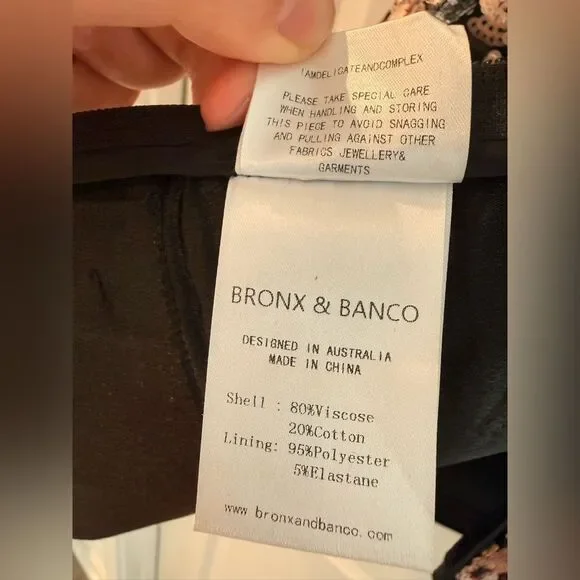 IAMDELICATEANDCOMPLEX
PLEASE TAKE SPECIAL CARE
WHEN HANDLING AND STORING
THIS PIECE TO AVOID SNAGGING
AND PULLING AGAINST OTHER
FABRICS JEWELLERY&
GARMENTS
BRONX & BANCO
DESIGNED IN AUSTRALIA
MADE IN CHINA
Shell : 80%Viscose
20%Cotton
Lining: 95%Polyester
5%Elastane
www bronxandbanco.com